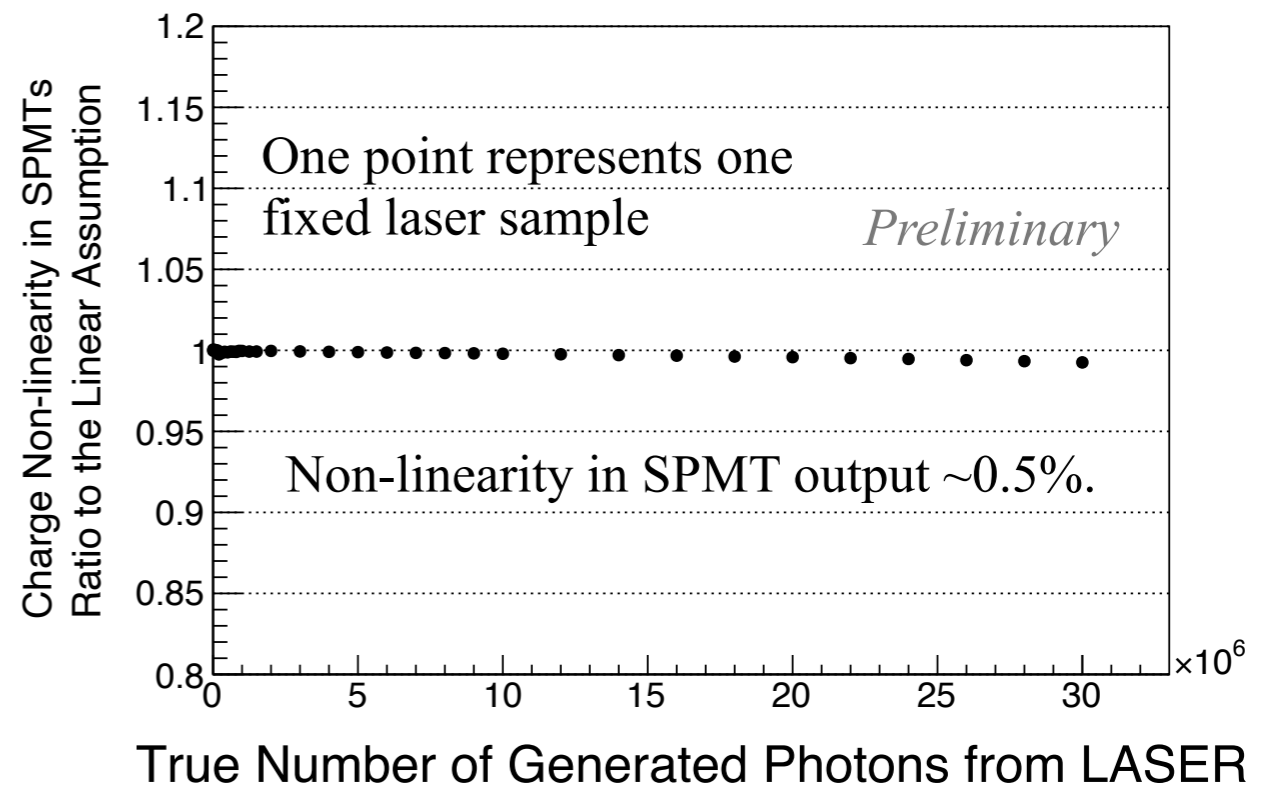 Charge Non-linearity in SPMTs
Ratio to the Linear Assumption
1.2
1.15
1.1
1.05
1
0.95
0.9
0.85
0.8
One point represents one
fixed laser sample
Preliminary
Non-linearity in SPMT output ~0.5%.
0 5 10 15 20 25 30
×10⁶
True Number of Generated Photons from LASER